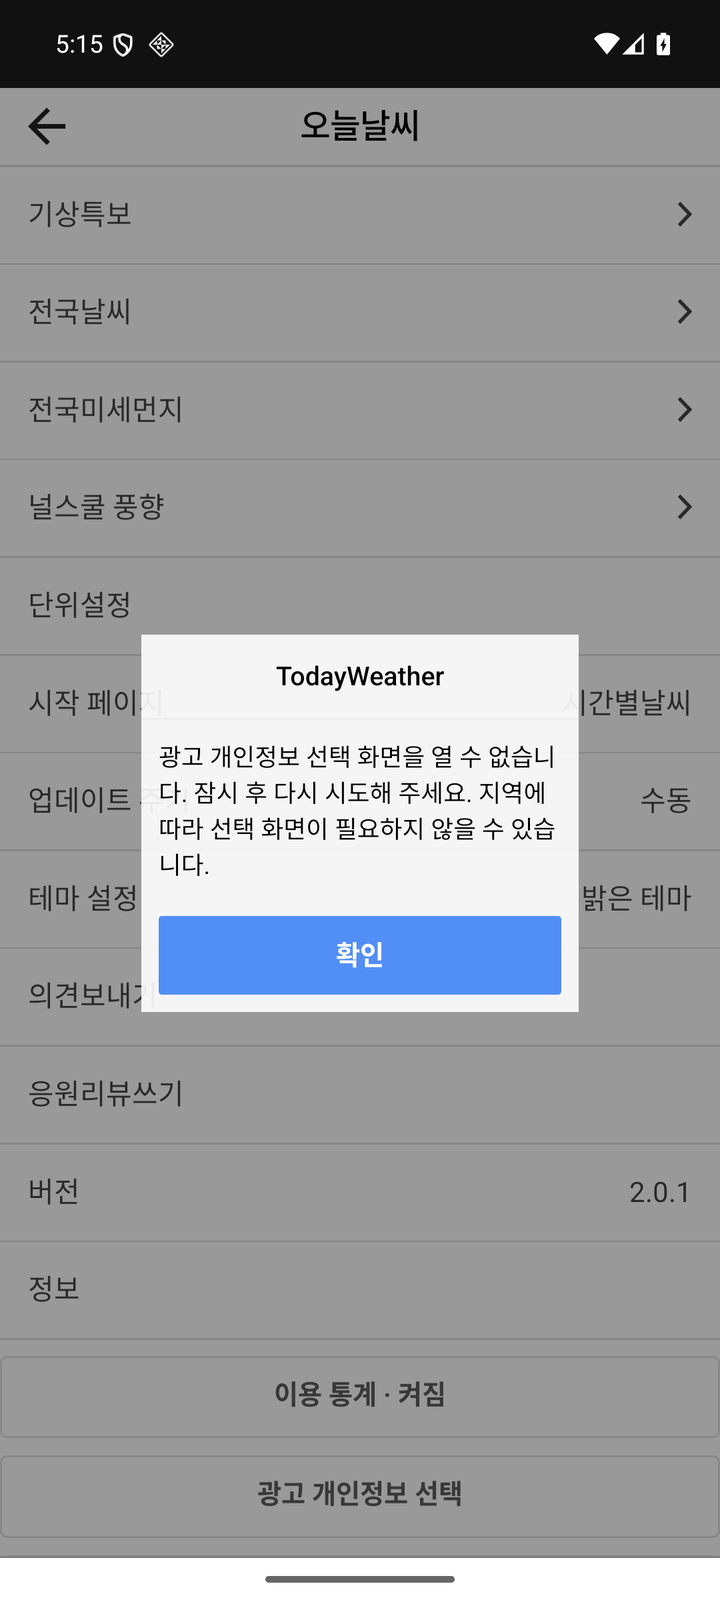 5:15
오늘날씨
기상특보
전국날씨
전국미세먼지
널스쿨 풍향
단위설정
시작 페이지 시간별날씨
업데이트 주기 수동
테마 설정 밝은 테마
의견보내기
TodayWeather
광고 개인정보 선택 화면을 열 수 없습니
다. 잠시 후 다시 시도해 주세요. 지역에
따라 선택 화면이 필요하지 않을 수 있습
니다.
확인
응원리뷰쓰기
버전 2.0.1
정보
이용 통계 · 켜짐
광고 개인정보 선택